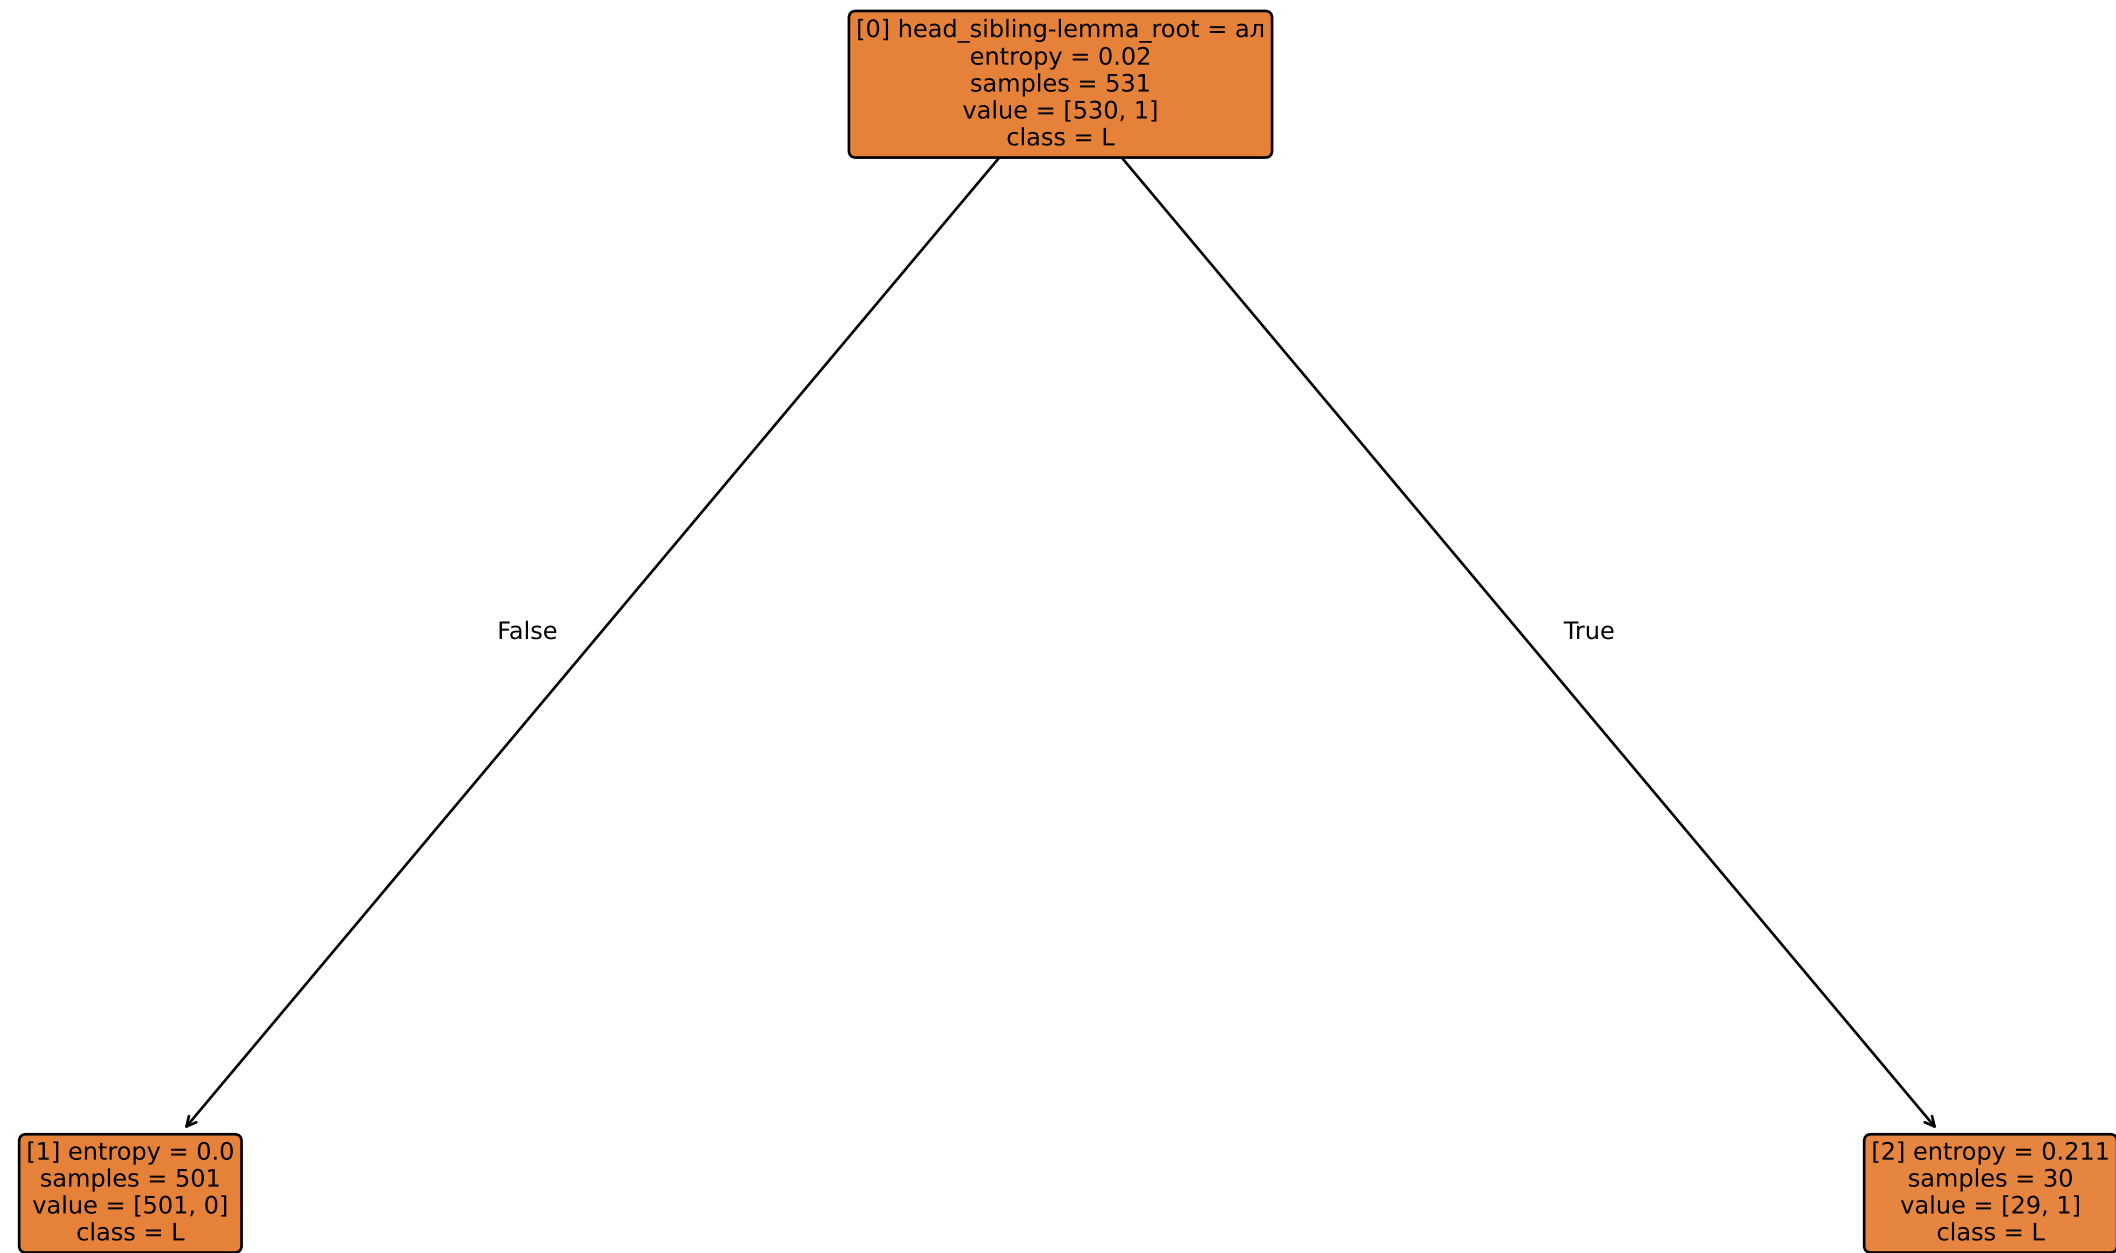 [0] head_sibling-lemma_root = ал
entropy = 0.02
samples = 531
value = [530, 1]
class = L
False
True
[1] entropy = 0.0
samples = 501
value = [501, 0]
class = L
[2] entropy = 0.211
samples = 30
value = [29, 1]
class = L